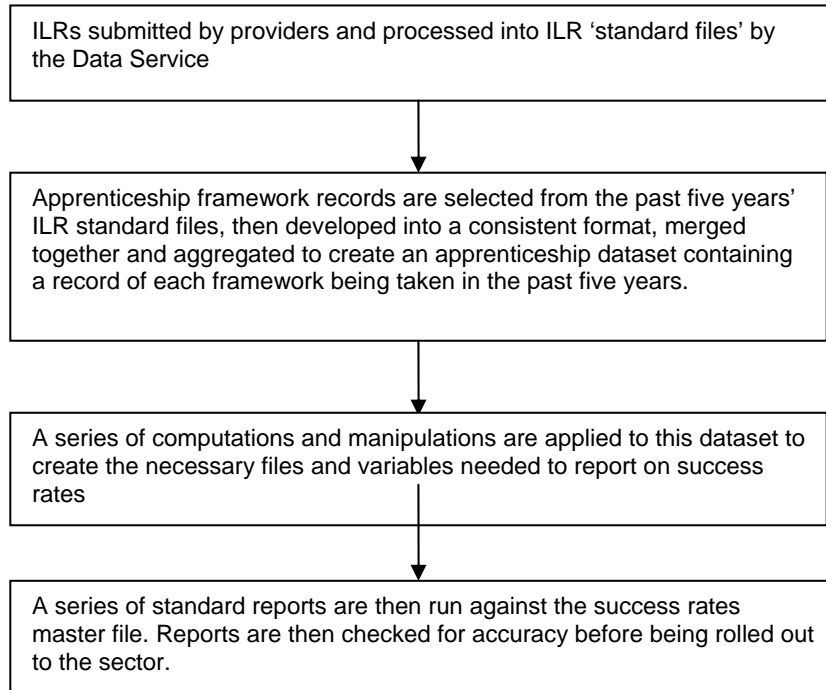 ILRs submitted by providers and processed into ILR ‘standard files’ by
the Data Service
Apprenticeship framework records are selected from the past five years’
ILR standard files, then developed into a consistent format, merged
together and aggregated to create an apprenticeship dataset containing
a record of each framework being taken in the past five years.
A series of computations and manipulations are applied to this dataset to
create the necessary files and variables needed to report on success
rates
A series of standard reports are then run against the success rates
master file. Reports are then checked for accuracy before being rolled out
to the sector.